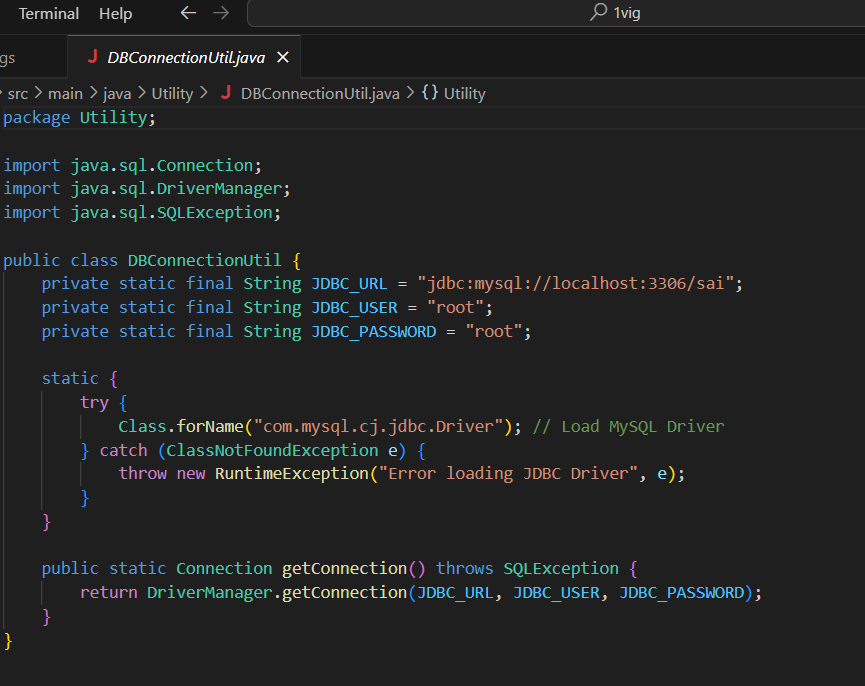 Terminal Help ← → 1vig
gs J DBConnectionUtil.java ×
src > main > java > Utility > J DBConnectionUtil.java > {} Utility
package Utility;
import java.sql.Connection;
import java.sql.DriverManager;
import java.sql.SQLException;
public class DBConnectionUtil {
    private static final String JDBC_URL = "jdbc:mysql://localhost:3306/sai";
    private static final String JDBC_USER = "root";
    private static final String JDBC_PASSWORD = "root";
    static {
        try {
            Class.forName("com.mysql.cj.jdbc.Driver"); // Load MySQL Driver
        } catch (ClassNotFoundException e) {
            throw new RuntimeException("Error loading JDBC Driver", e);
        }
    }
    public static Connection getConnection() throws SQLException {
        return DriverManager.getConnection(JDBC_URL, JDBC_USER, JDBC_PASSWORD);
    }
}